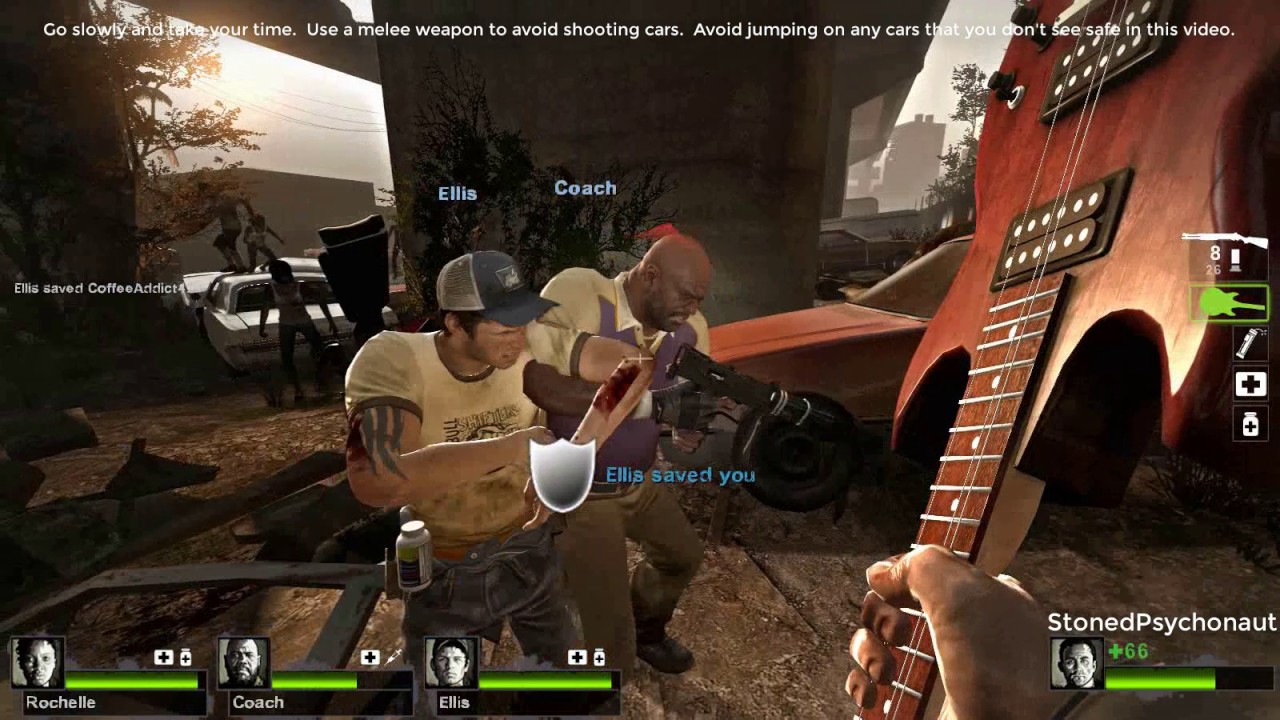 Go slowly and take your time.  Use a melee weapon to avoid shooting cars.  Avoid jumping on any cars that you don't see safe in this video.
Ellis
Coach
8
26
Ellis saved CoffeeAddict
BULL
SHIFTERS
Ellis saved you
StonedPsychonaut
+66
Rochelle
Coach
Ellis